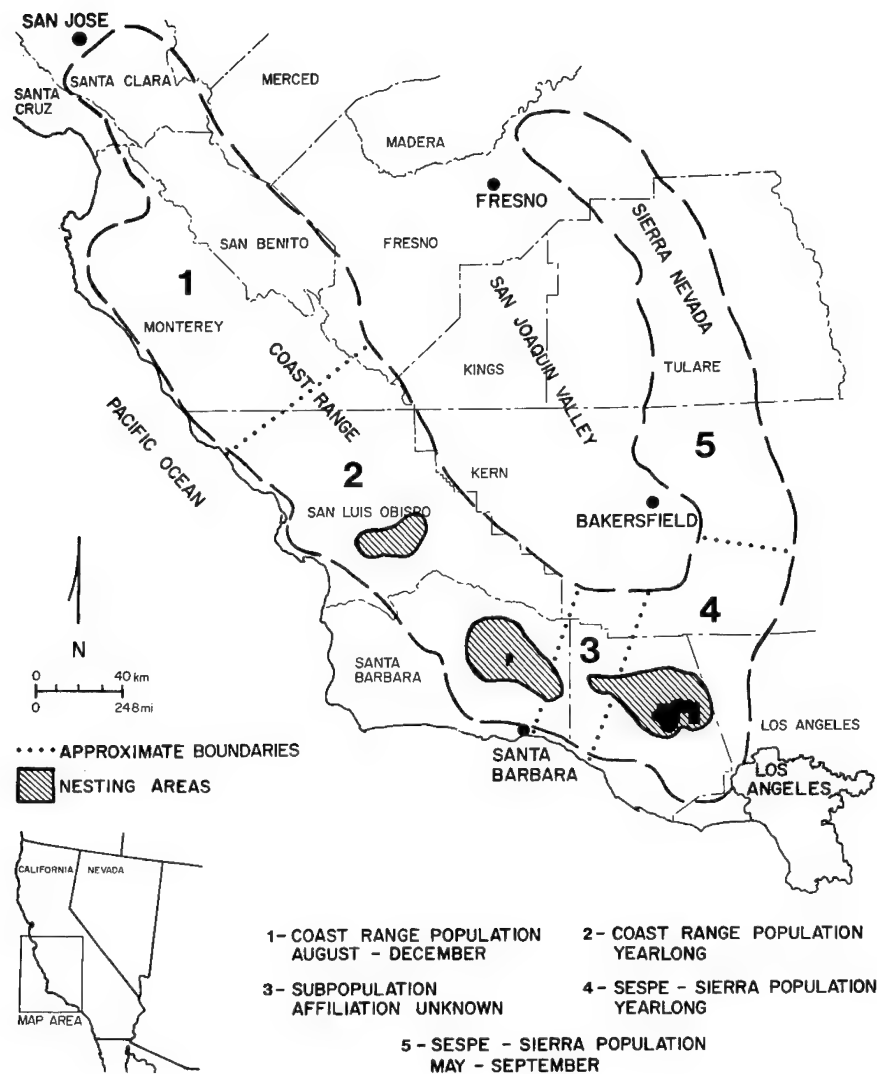 SAN JOSE
SANTA CLARA
MERCED
SANTA
CRUZ
MADERA
FRESNO
SAN BENITO
FRESNO
SIERRA NEVADA
1
MONTEREY
COAST RANGE
KINGS
SAN JOAQUIN VALLEY
TULARE
PACIFIC OCEAN
2
KERN
5
SAN LUIS OBISPO
BAKERSFIELD
N
4
3
0 40 km
0 248 mi
SANTA
BARBARA
APPROXIMATE BOUNDARIES
NESTING AREAS
SANTA
BARBARA
LOS ANGELES
LOS
ANGELES
CALIFORNIA
NEVADA
MAP AREA
1- COAST RANGE POPULATION
AUGUST - DECEMBER
2- COAST RANGE POPULATION
YEARLONG
3- SUBPOPULATION
AFFILIATION UNKNOWN
4- SESPE - SIERRA POPULATION
YEARLONG
5 - SESPE - SIERRA POPULATION
MAY - SEPTEMBER